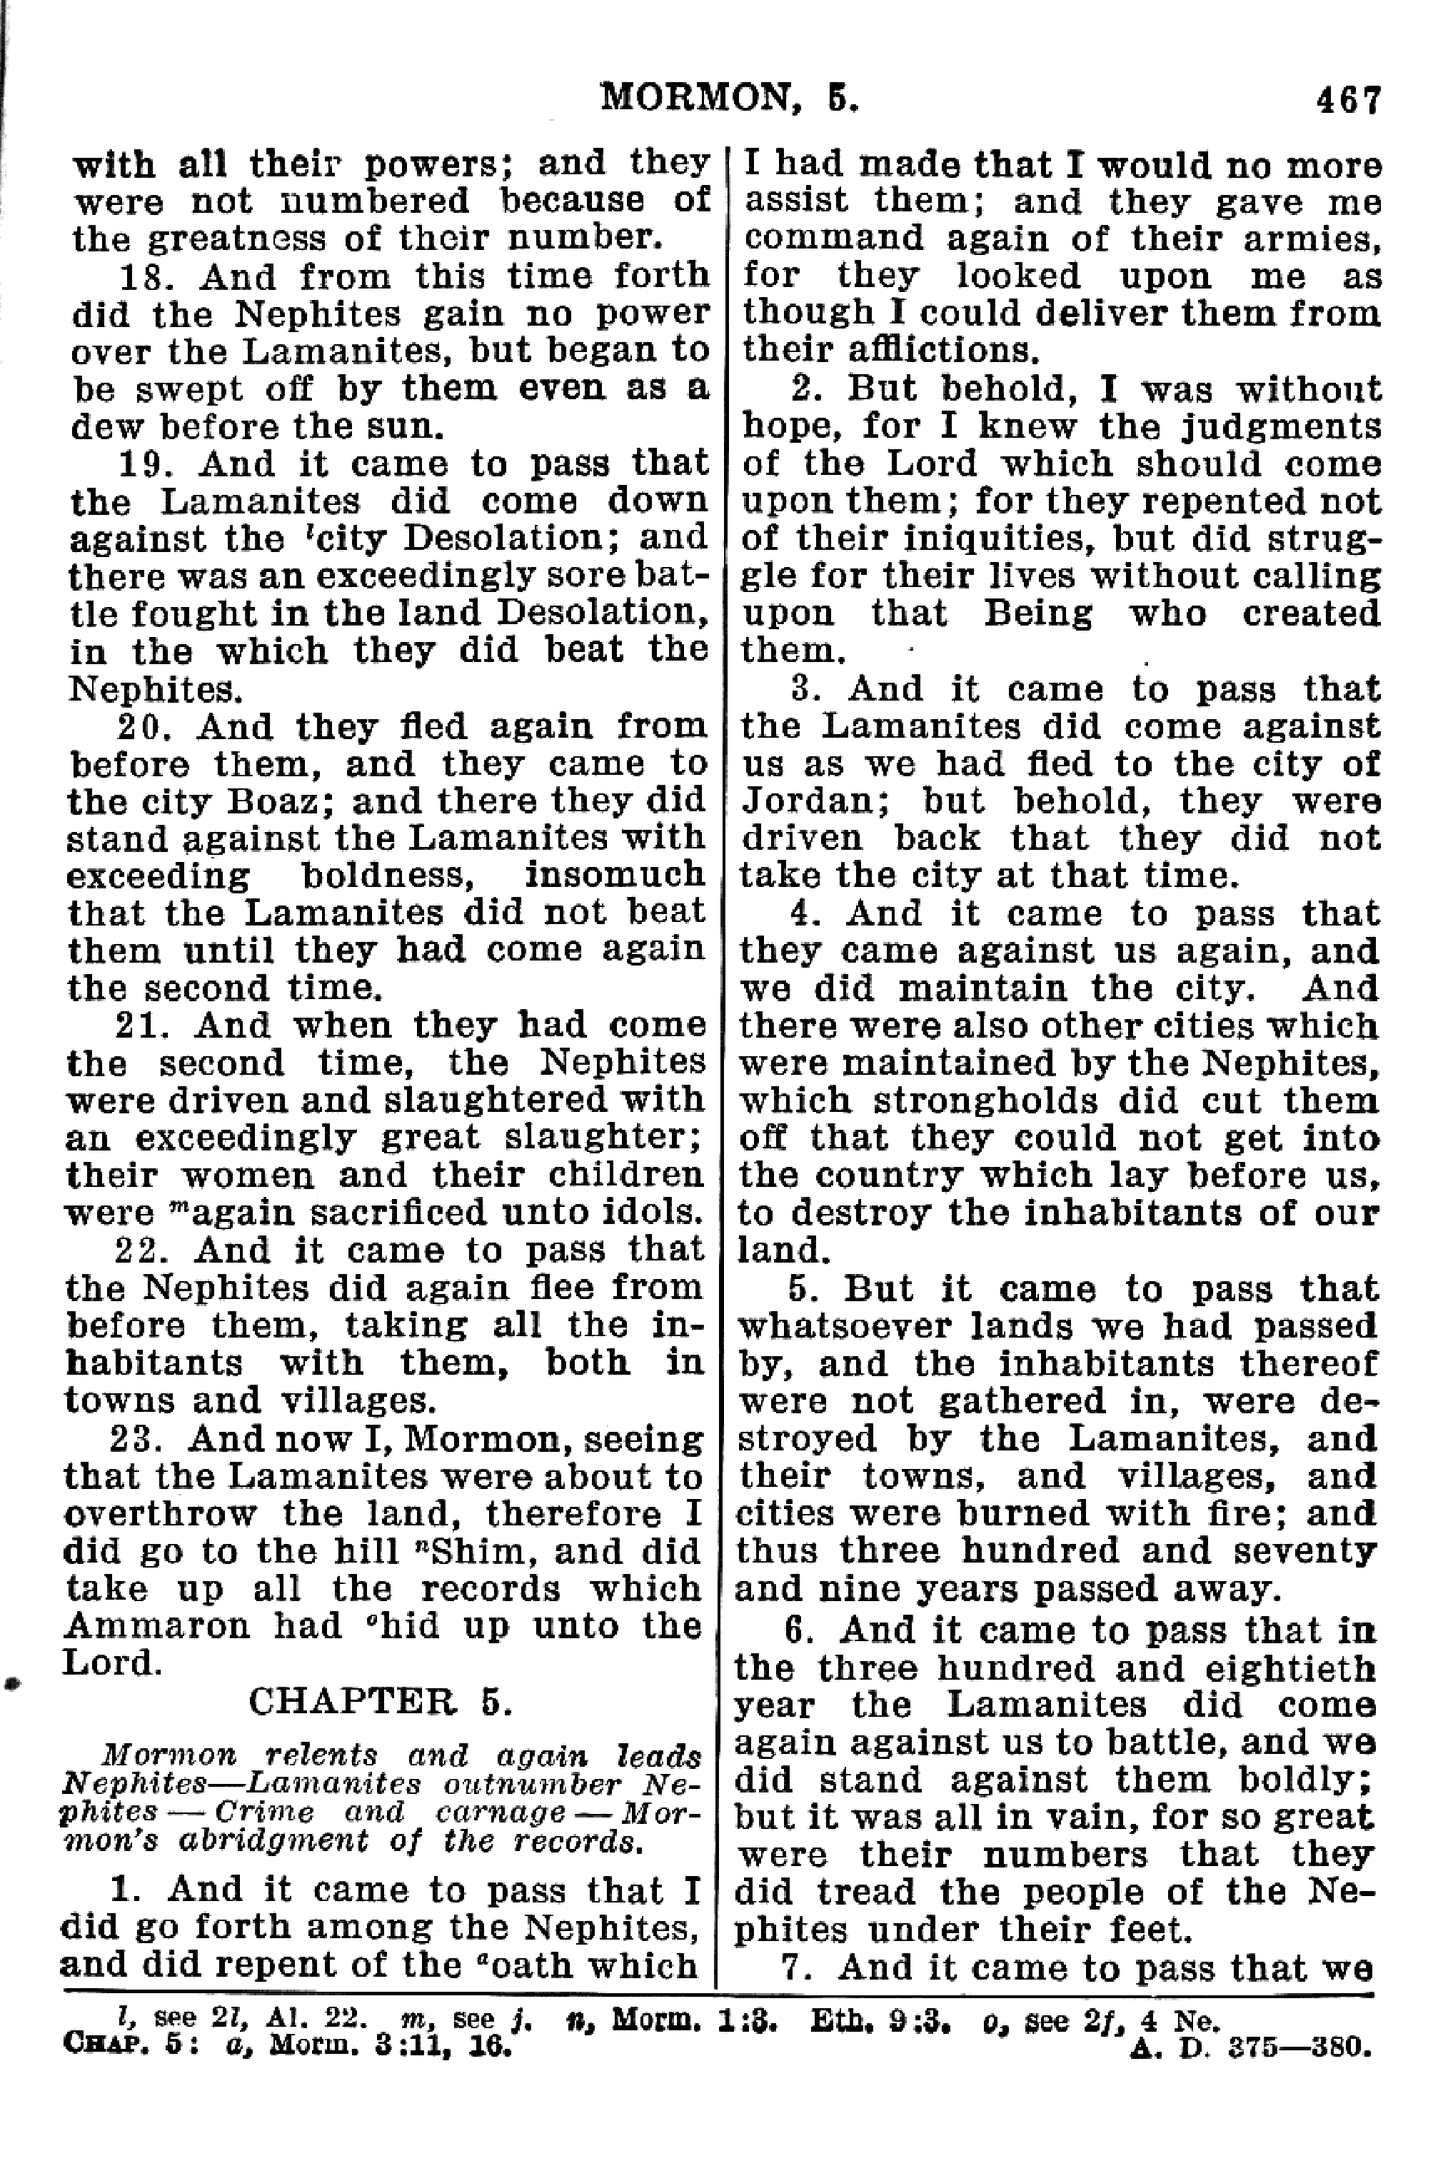 MORMON, 5.
467
with all their powers; and they
were not numbered because of
the greatness of their number.
18. And from this time forth
did the Nephites gain no power
over the Lamanites, but began to
be swept off by them even as a
dew before the sun.
19. And it came to pass that
the Lamanites did come down
against the lcity Desolation; and
there was an exceedingly sore bat-
tle fought in the land Desolation,
in the which they did beat the
Nephites.
20. And they fled again from
before them, and they came to
the city Boaz; and there they did
stand against the Lamanites with
exceeding boldness, insomuch
that the Lamanites did not beat
them until they had come again
the second time.
21. And when they had come
the second time, the Nephites
were driven and slaughtered with
an exceedingly great slaughter;
their women and their children
were magain sacrificed unto idols.
22. And it came to pass that
the Nephites did again flee from
before them, taking all the in-
habitants with them, both in
towns and villages.
23. And now I, Mormon, seeing
that the Lamanites were about to
overthrow the land, therefore I
did go to the hill nShim, and did
take up all the records which
Ammaron had ohid up unto the
Lord.
CHAPTER 5.
Mormon relents and again leads
Nephites—Lamanites outnumber Ne-
phites — Crime and carnage — Mor-
mon's abridgment of the records.
1. And it came to pass that I
did go forth among the Nephites,
and did repent of the aoath which
I had made that I would no more
assist them; and they gave me
command again of their armies,
for they looked upon me as
though I could deliver them from
their afflictions.
2. But behold, I was without
hope, for I knew the judgments
of the Lord which should come
upon them; for they repented not
of their iniquities, but did strug-
gle for their lives without calling
upon that Being who created
them.
3. And it came to pass that
the Lamanites did come against
us as we had fled to the city of
Jordan; but behold, they were
driven back that they did not
take the city at that time.
4. And it came to pass that
they came against us again, and
we did maintain the city. And
there were also other cities which
were maintained by the Nephites,
which strongholds did cut them
off that they could not get into
the country which lay before us,
to destroy the inhabitants of our
land.
5. But it came to pass that
whatsoever lands we had passed
by, and the inhabitants thereof
were not gathered in, were de-
stroyed by the Lamanites, and
their towns, and villages, and
cities were burned with fire; and
thus three hundred and seventy
and nine years passed away.
6. And it came to pass that in
the three hundred and eightieth
year the Lamanites did come
again against us to battle, and we
did stand against them boldly;
but it was all in vain, for so great
were their numbers that they
did tread the people of the Ne-
phites under their feet.
7. And it came to pass that we
l, see 2l, Al. 22. m, see j. n, Morm. 1:3. Eth. 9:3. o, see 2f, 4 Ne.
CHAP. 5: a, Morm. 3:11, 16.
A. D. 375—380.